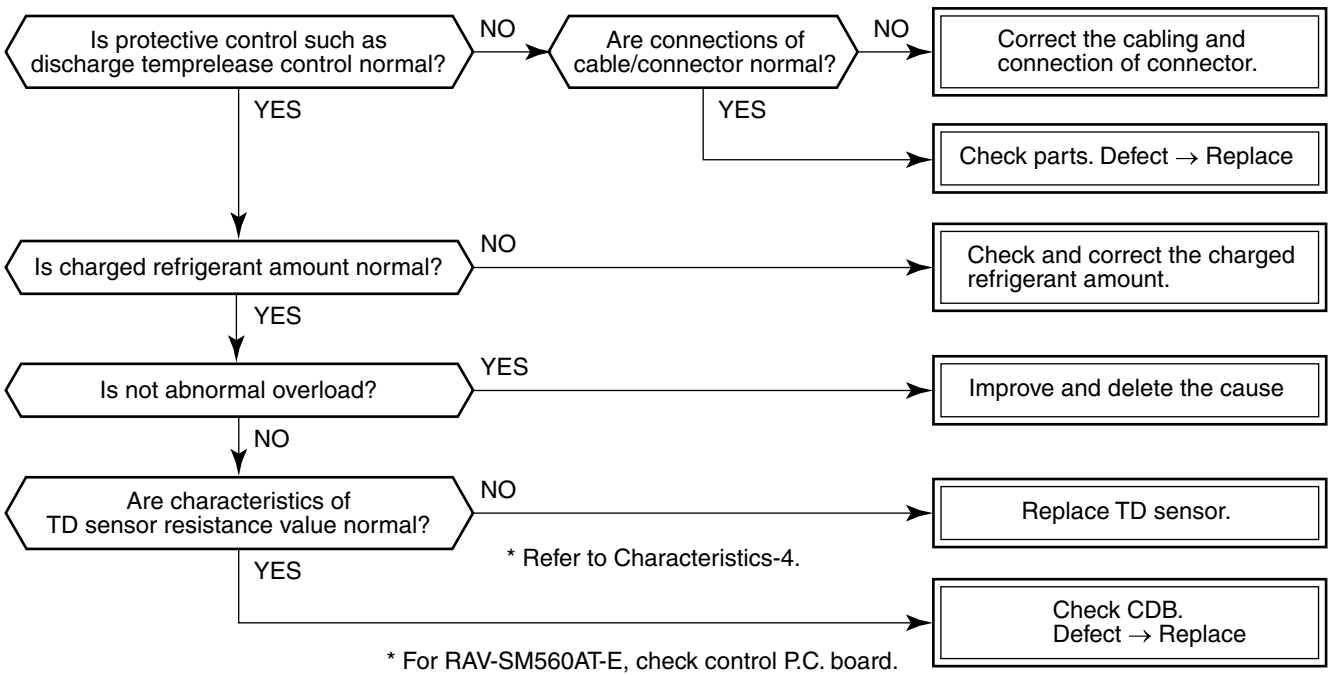 Is protective control such as
discharge temprelease control normal?
NO
Are connections of
cable/connector normal?
NO
Correct the cabling and
connection of connector.
YES
YES
Check parts. Defect → Replace
Is charged refrigerant amount normal?
NO
Check and correct the charged
refrigerant amount.
YES
Is not abnormal overload?
YES
Improve and delete the cause
NO
Are characteristics of
TD sensor resistance value normal?
NO
Replace TD sensor.
* Refer to Characteristics-4.
YES
Check CDB.
Defect → Replace
* For RAV-SM560AT-E, check control P.C. board.